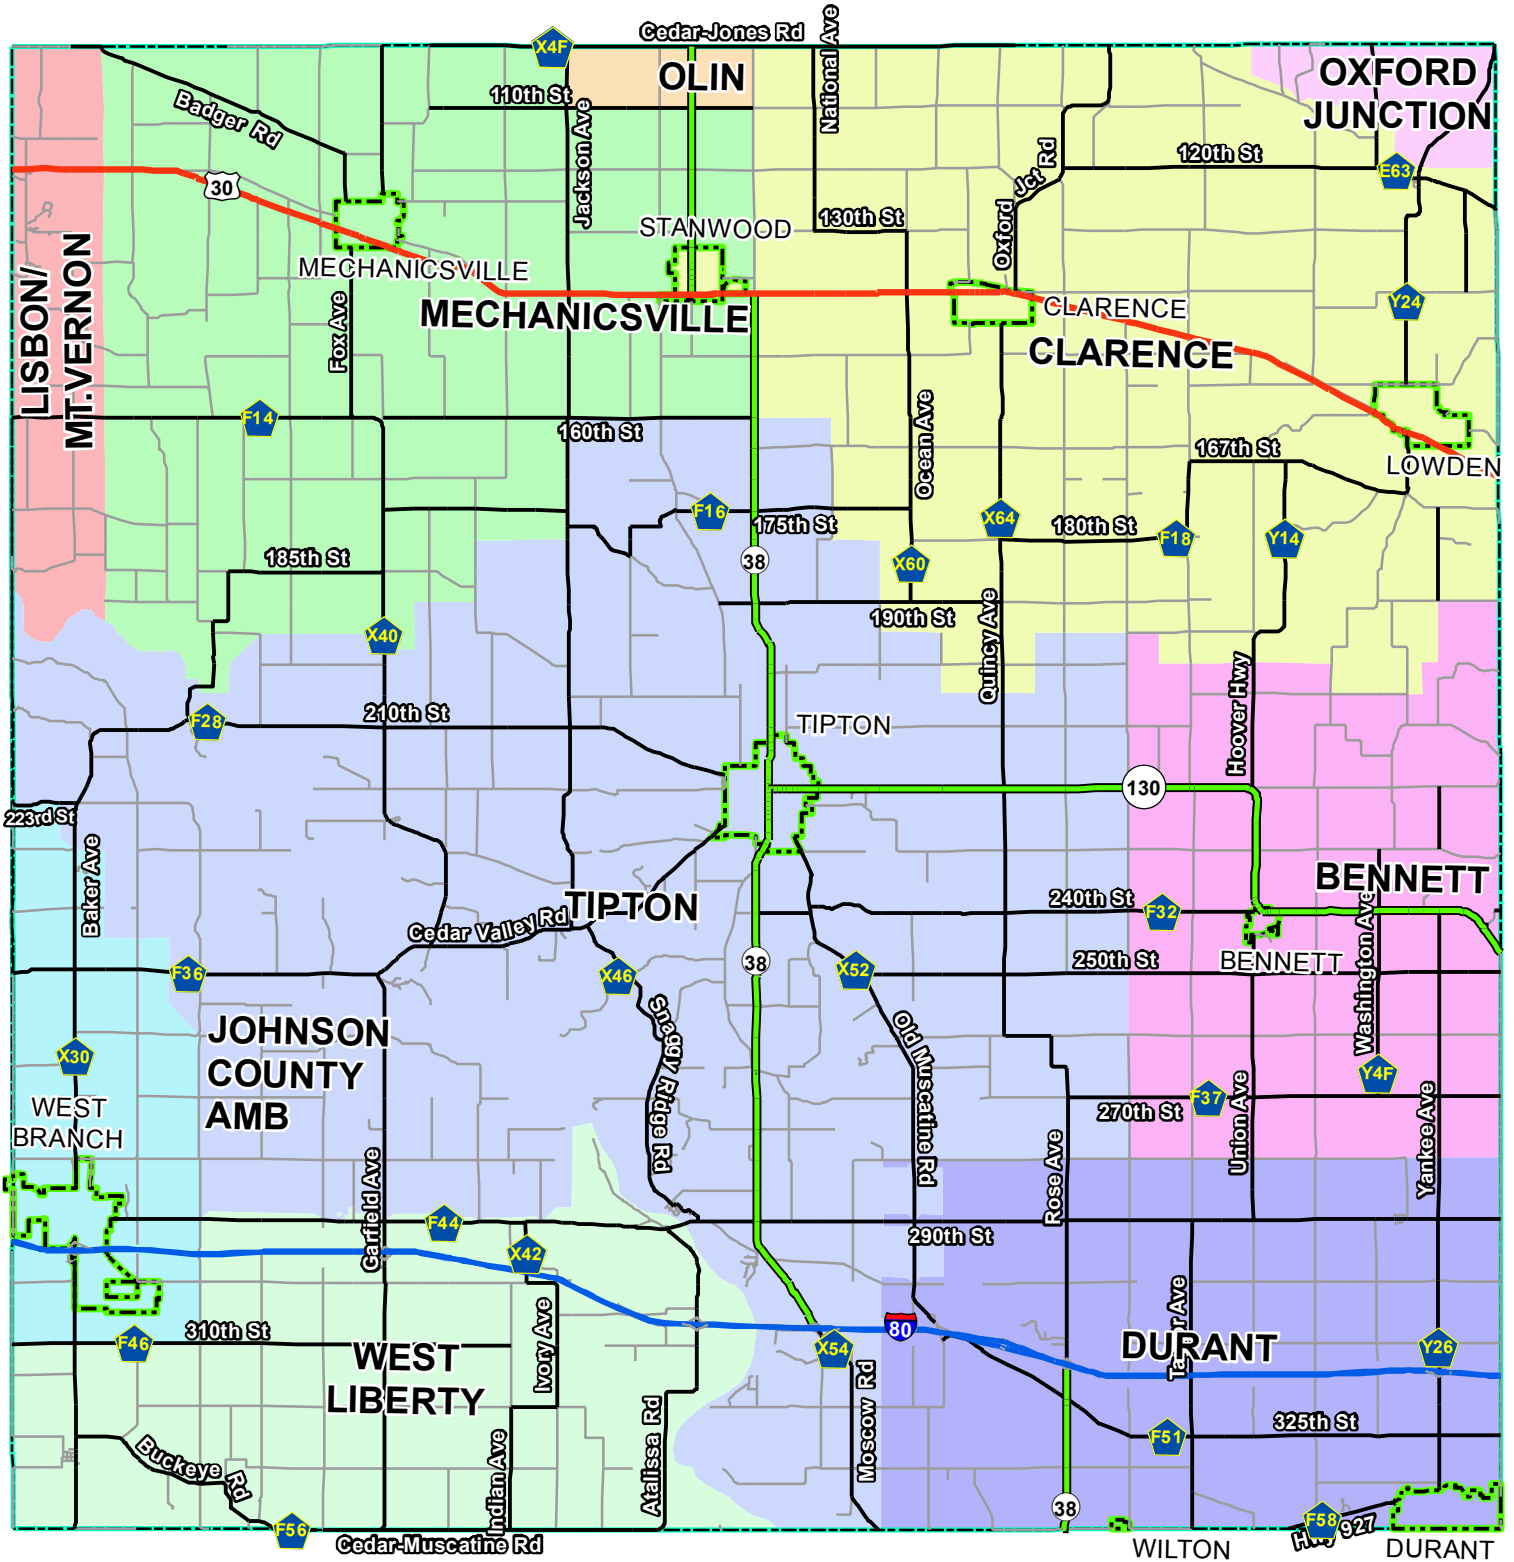 Cedar-Jones Rd
X4F
National Ave
OLIN
OXFORD
JUNCTION
110th St
Badger Rd
Jackson Ave
120th St
E63
Oxford Jct Rd
30
130th St
STANWOOD
MECHANICSVILLE
LISBON/
MT.VERNON
MECHANICSVILLE
CLARENCE
CLARENCE
Y24
Fox Ave
F14
160th St
Ocean Ave
167th St
LOWDEN
F16
175th St
X64
180th St
F18
Y14
185th St
38
X60
190th St
X40
Quincy Ave
Hoover Hwy
F28
210th St
TIPTON
130
223rd St
Baker Ave
TIPTON
BENNETT
240th St
F32
Cedar Valley Rd
Washington Ave
F36
X46
38
X52
250th St
BENNETT
Snaggy Ridge Rd
Old Muscatine Rd
JOHNSON
COUNTY
AMB
X30
Y4F
WEST
BRANCH
F37
270th St
Union Ave
Yankee Ave
Garfield Ave
Rose Ave
F44
X42
290th St
Ivory Ave
Atalissa Rd
310th St
F46
WEST
LIBERTY
X54
80
DURANT
Y26
Moscow Rd
F51
325th St
Buckeye Rd
Indian Ave
F56
Cedar-Muscatine Rd
38
F58
WILTON
DURANT